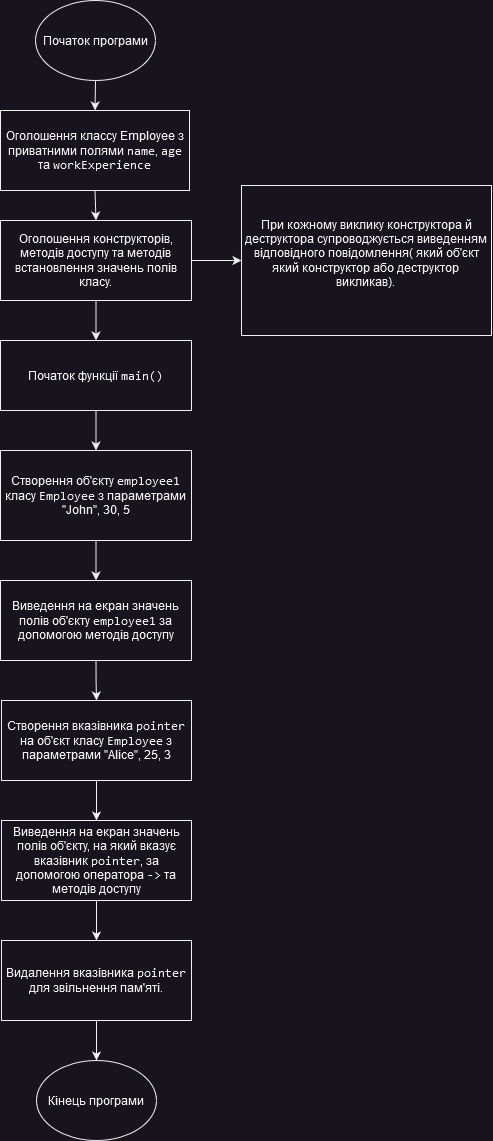 Початок програми
Оголошення классу Employee з
приватними полями name, age
та workExperience
Оголошення конструкторів,
методів доступу та методів
встановлення значень полів
класу.
При кожному виклику конструктора й
деструктора супроводжується виведенням
відповідного повідомлення( який об'єкт
який конструктор або деструктор
викликав).
Початок функції main()
Створення об'єкту employee1
класу Employee з параметрами
"John", 30, 5
Виведення на екран значень
полів об'єкту employee1 за
допомогою методів доступу
Створення вказівника pointer
на об'єкт класу Employee з
параметрами "Alice", 25, 3
Виведення на екран значень
полів об'єкту, на який вказує
вказівник pointer, за
допомогою оператора -> та
методів доступу
Видалення вказівника pointer
для звільнення пам'яті.
Кінець програми